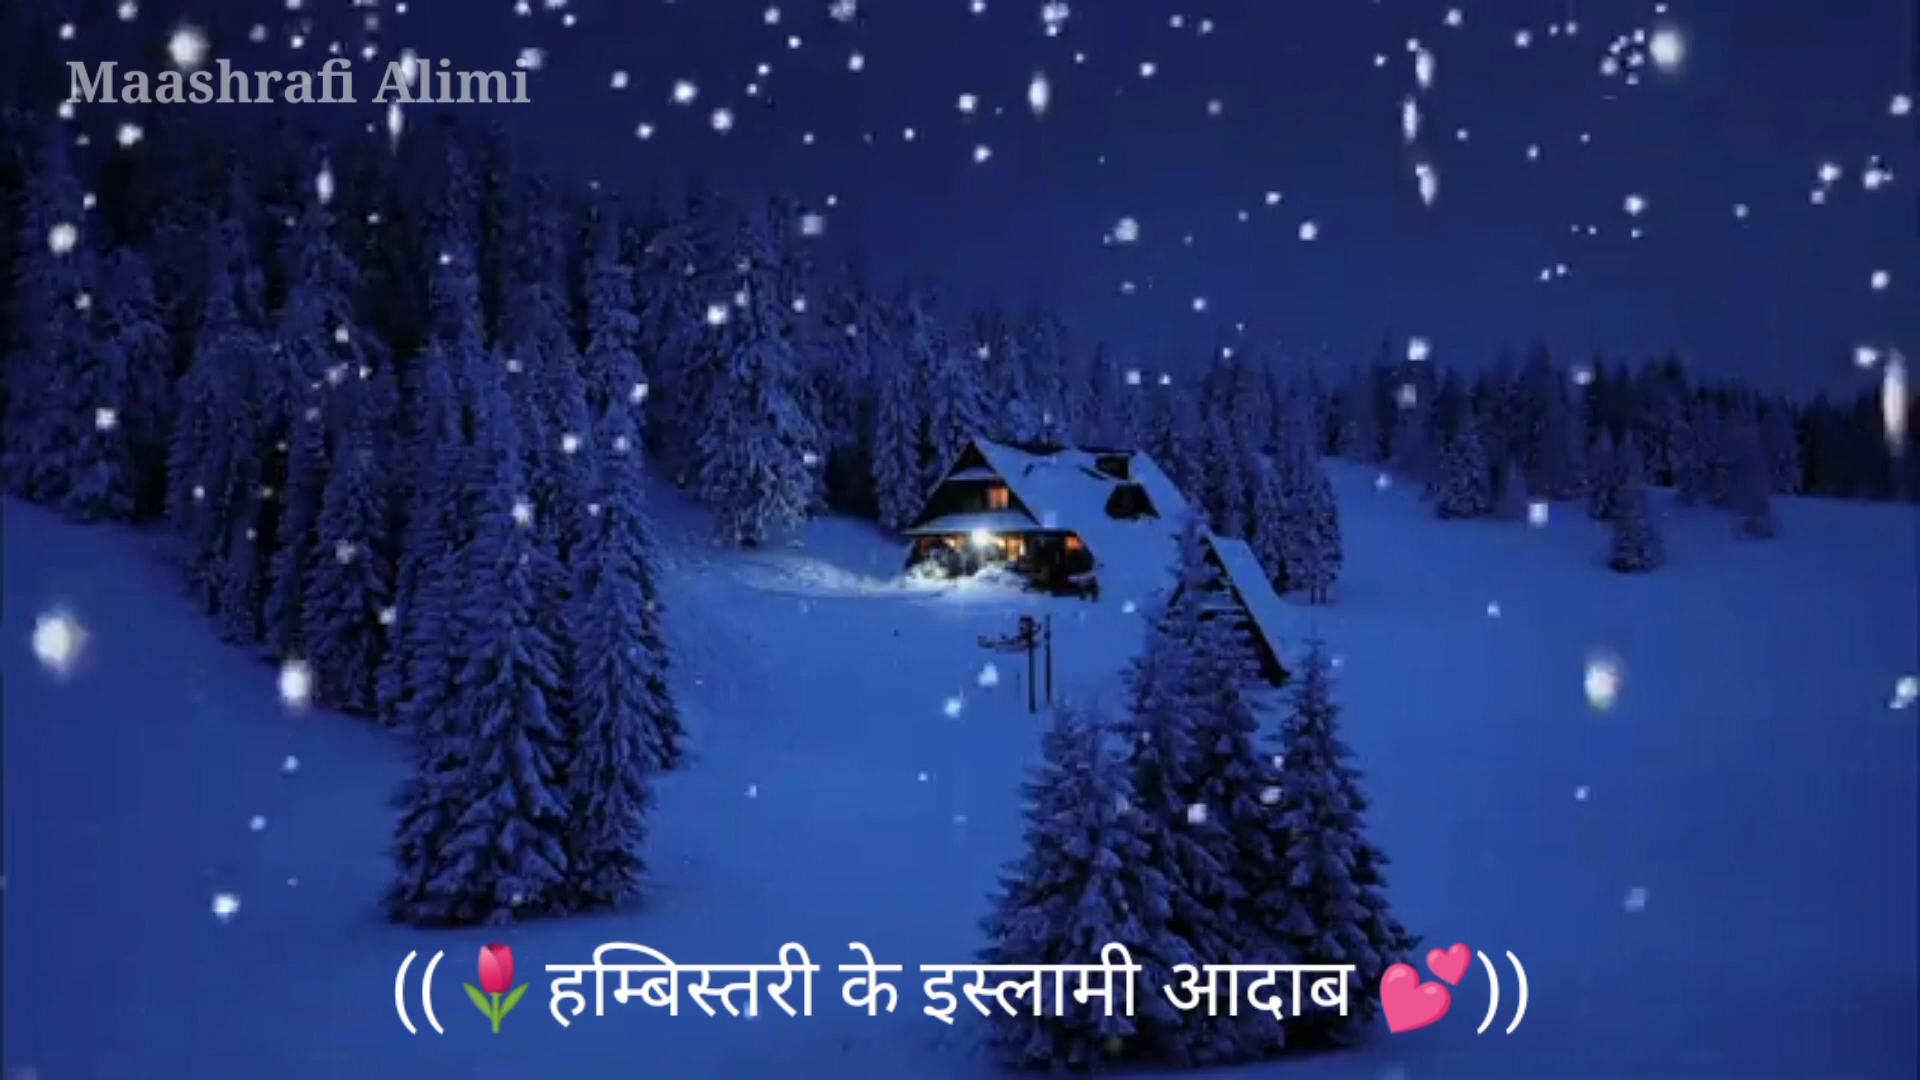 Maashrafi Alimi
((🌷हम्बिस्तरी के इस्लामी आदाब 💕))